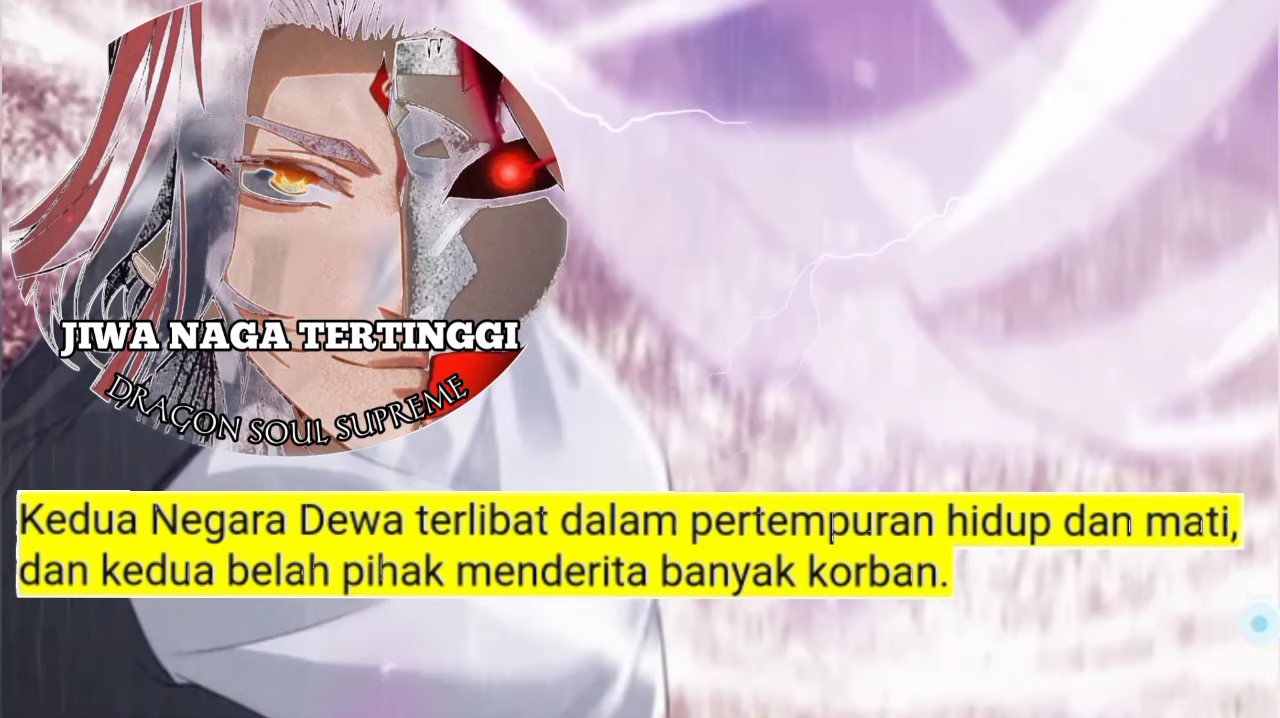 JIWA NAGA TERTINGGI
DRAGON SOUL SUPREME
Kedua Negara Dewa terlibat dalam pertempuran hidup dan mati,
dan kedua belah pihak menderita banyak korban.